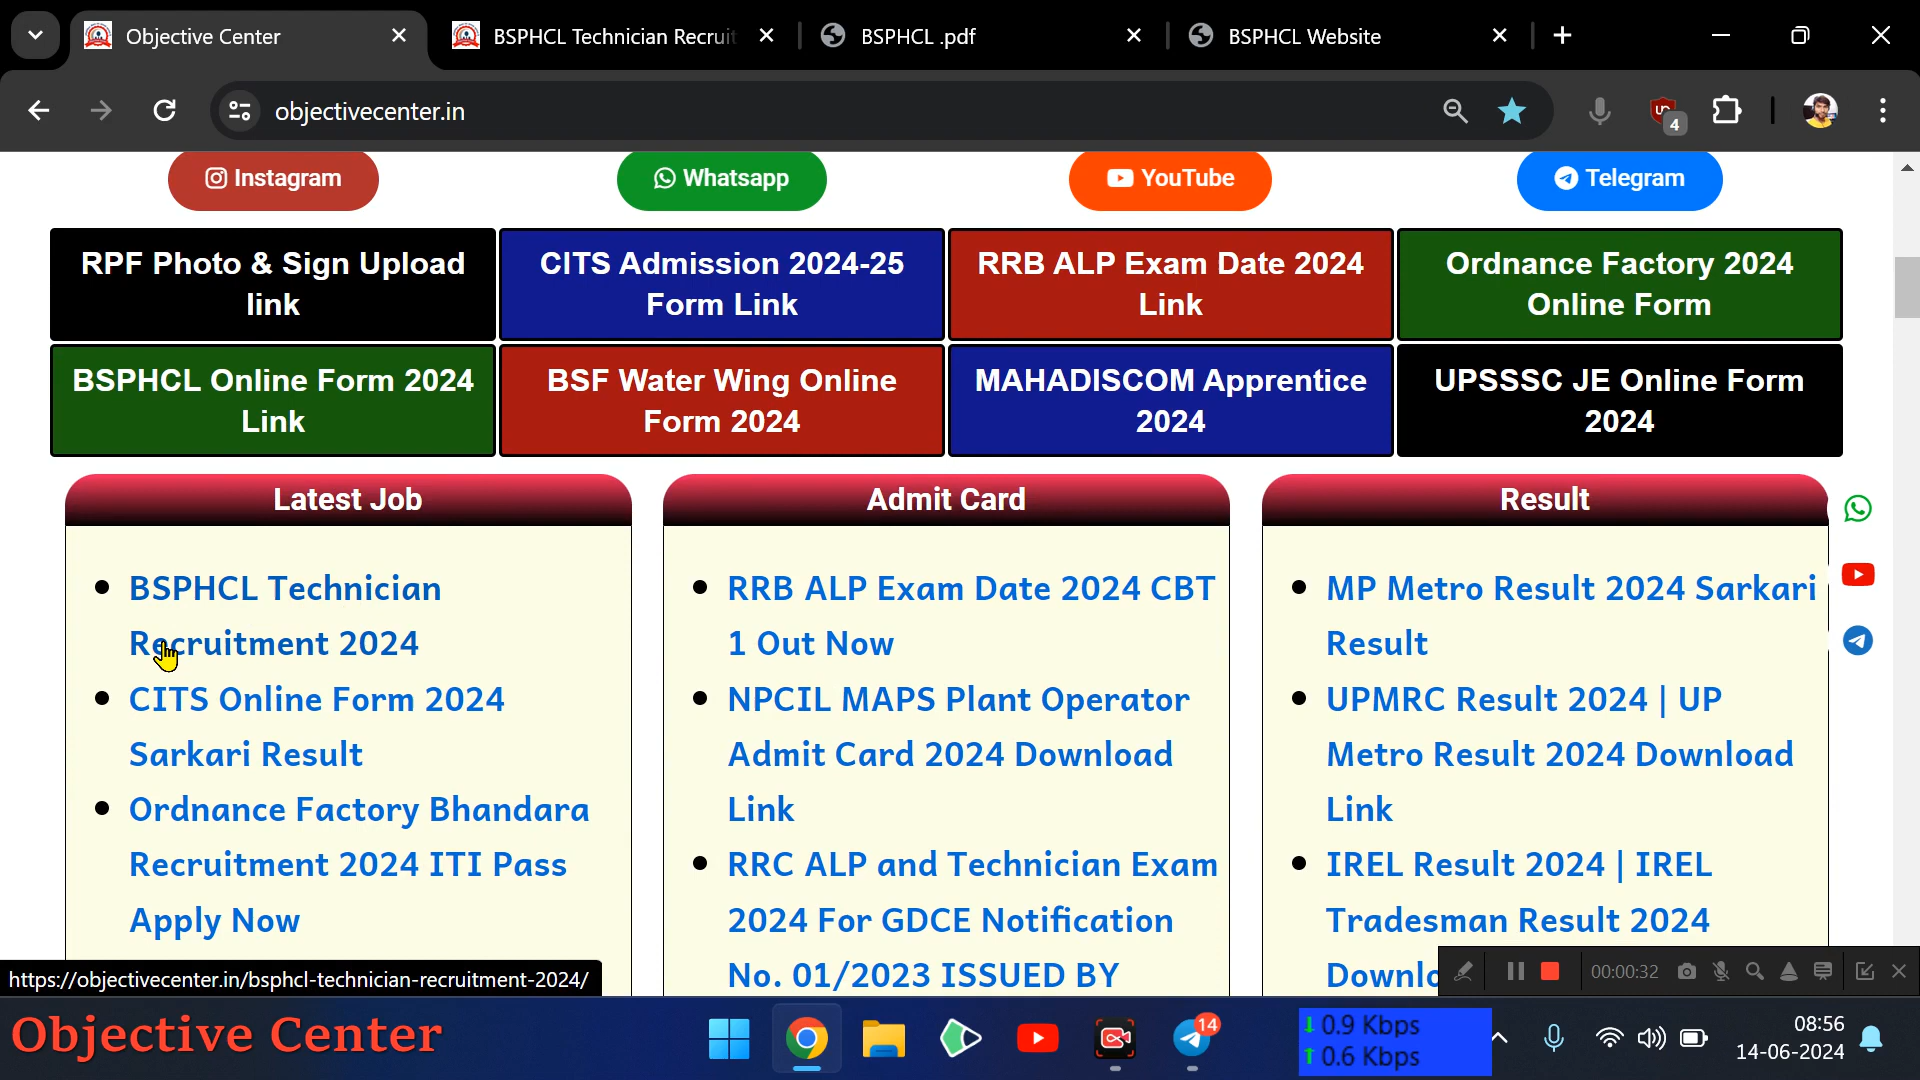 Objective Center
BSPHCL Technician Recruit
BSPHCL .pdf
BSPHCL Website
objectivecenter.in
4
Instagram
Whatsapp
YouTube
Telegram
RPF Photo & Sign Upload
link
CITS Admission 2024-25
Form Link
RRB ALP Exam Date 2024
Link
Ordnance Factory 2024
Online Form
BSPHCL Online Form 2024
Link
BSF Water Wing Online
Form 2024
MAHADISCOM Apprentice
2024
UPSSSC JE Online Form
2024
Latest Job
BSPHCL Technician
Recruitment 2024
CITS Online Form 2024
Sarkari Result
Ordnance Factory Bhandara
Recruitment 2024 ITI Pass
Apply Now
Admit Card
RRB ALP Exam Date 2024 CBT
1 Out Now
NPCIL MAPS Plant Operator
Admit Card 2024 Download
Link
RRC ALP and Technician Exam
2024 For GDCE Notification
No. 01/2023 ISSUED BY
Result
MP Metro Result 2024 Sarkari
Result
UPMRC Result 2024 | UP
Metro Result 2024 Download
Link
IREL Result 2024 | IREL
Tradesman Result 2024
Downlo
00:00:32
https://objectivecenter.in/bsphcl-technician-recruitment-2024/
Objective Center
14
0.9 Kbps
0.6 Kbps
08:56
14-06-2024